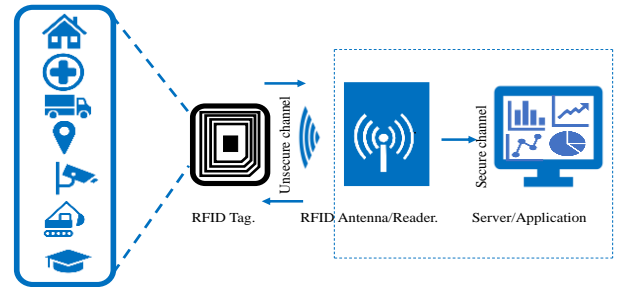 Unsecure channel
Secure channel
RFID Tag.
RFID Antenna/Reader.
Server/Application